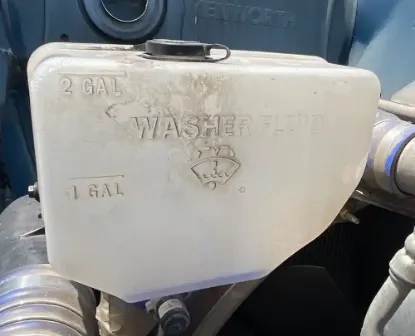 KENWORTH
2 GAL
WASHER FLUID
1 GAL